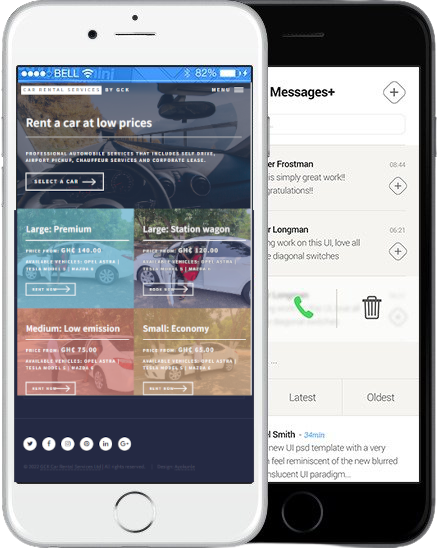 BELL
82%
CAR RENTAL SERVICES BY GCK
MENU
Rent a car at low prices
PROFESSIONAL AUTOMOBILE SERVICES THAT INCLUDES SELF DRIVE,
AIRPORT PICKUP, CHAUFFEUR SERVICES AND CORPORATE LEASE.
SELECT A CAR
Large: Premium
PRICE FROM: GH₵ 140.00
AVAILABLE VEHICLES: OPEL ASTRA |
TESLA MODEL S | MAZDA 6
RENT NOW
Large: Station wagon
PRICE FROM: GH₵ 120.00
AVAILABLE VEHICLES: OPEL ASTRA |
TESLA MODEL S | MAZDA 6
BOOK NOW
Medium: Low emission
PRICE FROM: GH₵ 75.00
AVAILABLE VEHICLES: OPEL ASTRA |
TESLA MODEL S | MAZDA 6
RENT NOW
Small: Economy
PRICE FROM: GH₵ 65.00
AVAILABLE VEHICLES: OPEL ASTRA |
TESLA MODEL S | MAZDA 6
RENT NOW
All rights reserved.
Design:
Messages+
er Frostman
08:44
is simply great work!!
gratulations!!
er Longman
06:21
ing work on this UI, love all
e diagonal switches
...
Latest
Oldest
l Smith - 34min
new UI psd template with a very
feel reminiscent of the new blurred
nslucent UI paradigm...